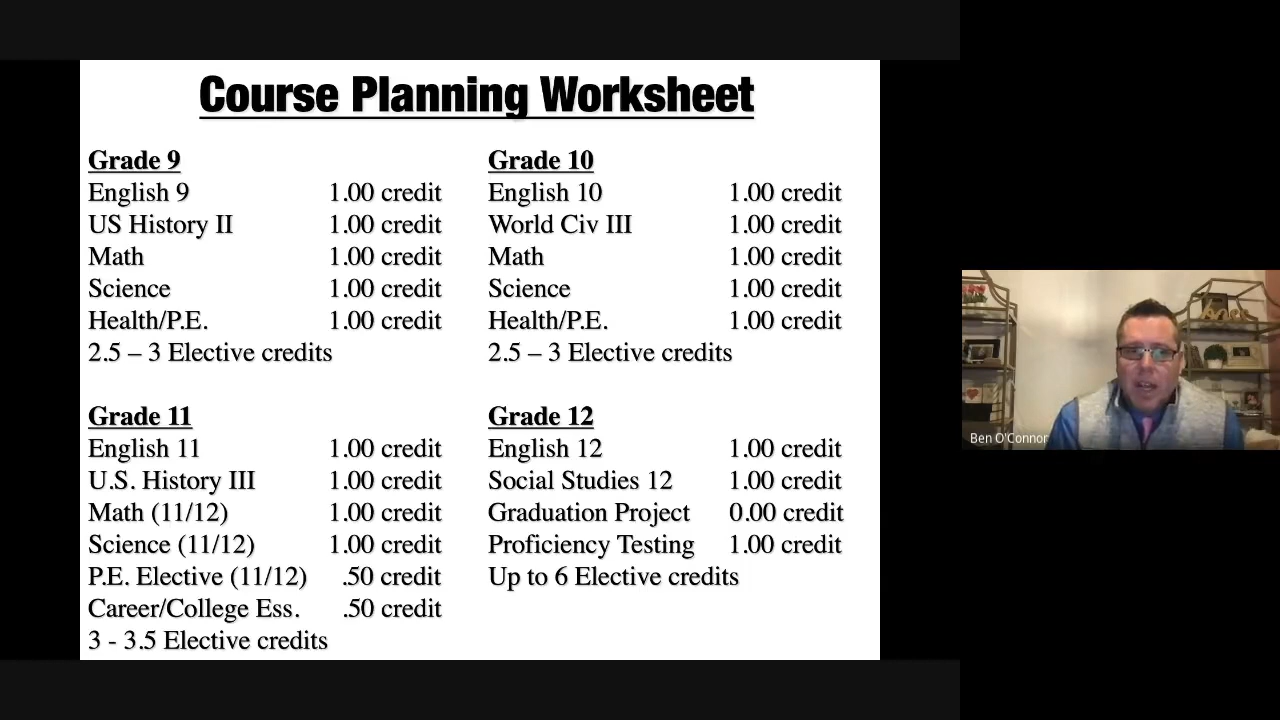 Course Planning Worksheet
Grade 9
English 9 1.00 credit
US History II 1.00 credit
Math 1.00 credit
Science 1.00 credit
Health/P.E. 1.00 credit
2.5 – 3 Elective credits
Grade 10
English 10 1.00 credit
World Civ III 1.00 credit
Math 1.00 credit
Science 1.00 credit
Health/P.E. 1.00 credit
2.5 – 3 Elective credits
Grade 11
English 11 1.00 credit
U.S. History III 1.00 credit
Math (11/12) 1.00 credit
Science (11/12) 1.00 credit
P.E. Elective (11/12) .50 credit
Career/College Ess. .50 credit
3 - 3.5 Elective credits
Grade 12
English 12 1.00 credit
Social Studies 12 1.00 credit
Graduation Project 0.00 credit
Proficiency Testing 1.00 credit
Up to 6 Elective credits
Ben O'Connor